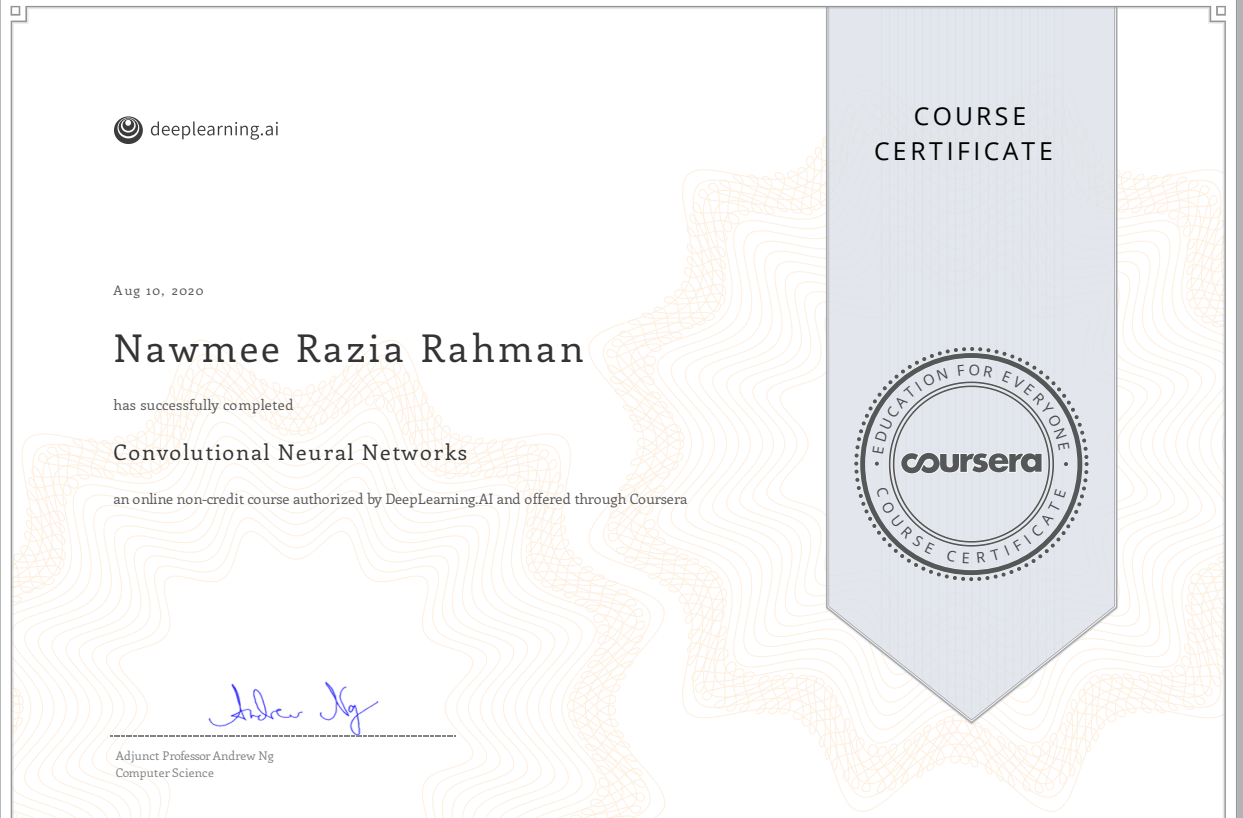 deeplearning.ai
COURSE
CERTIFICATE
Aug 10, 2020
Nawmee Razia Rahman
has successfully completed
Convolutional Neural Networks
an online non-credit course authorized by DeepLearning.AI and offered through Coursera
EDUCATION FOR EVERYONE
coursera
COURSE CERTIFICATE
Andrew Ng
Adjunct Professor Andrew Ng
Computer Science